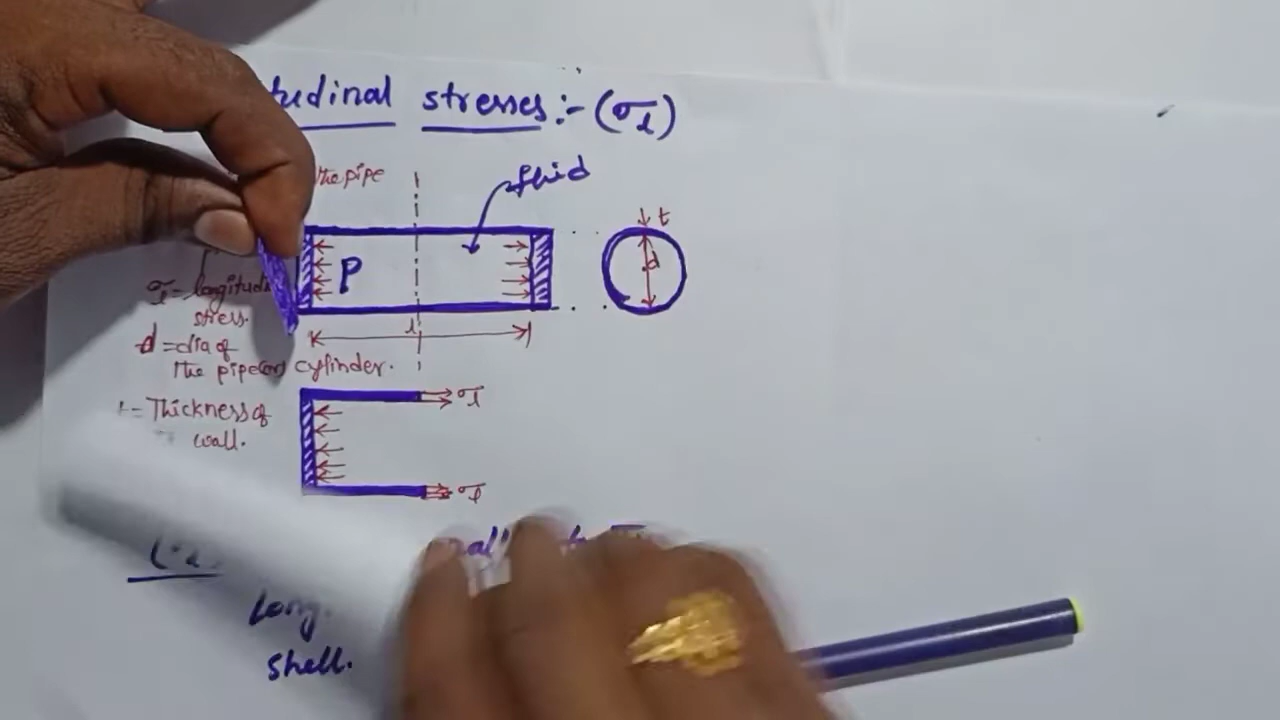 tudinal stresses:- (σl)
the pipe
fluid
t
P
d
σl = longitudi
stress.
l
d = dia of
the pipe (or) cylinder.
σl
t = Thickness of
wall.
σl
Long.
shell.